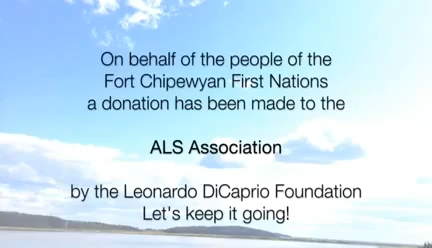 On behalf of the people of the
Fort Chipewyan First Nations
a donation has been made to the
ALS Association
by the Leonardo DiCaprio Foundation
Let's keep it going!